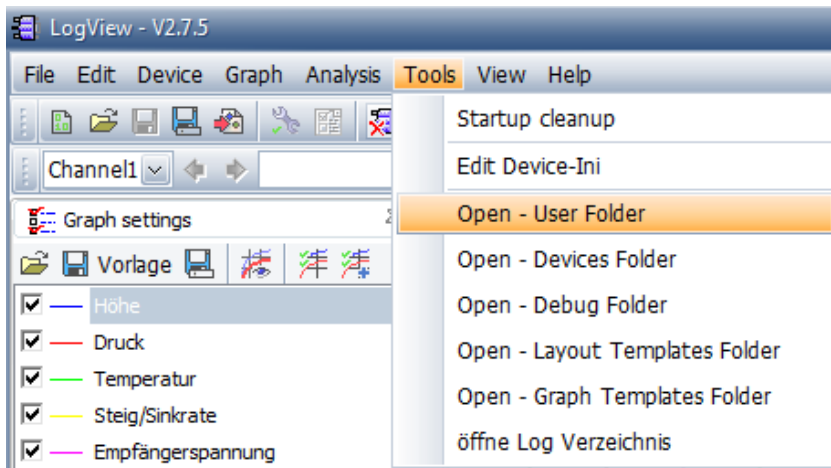 LogView - V2.7.5
File Edit Device Graph Analysis Tools View Help
Startup cleanup
Channel1
Edit Device-Ini
Graph settings
Open - User Folder
Vorlage
Open - Devices Folder
Höhe
Open - Debug Folder
Druck
Open - Layout Templates Folder
Temperatur
Open - Graph Templates Folder
Steig/Sinkrate
öffne Log Verzeichnis
Empfängerspannung